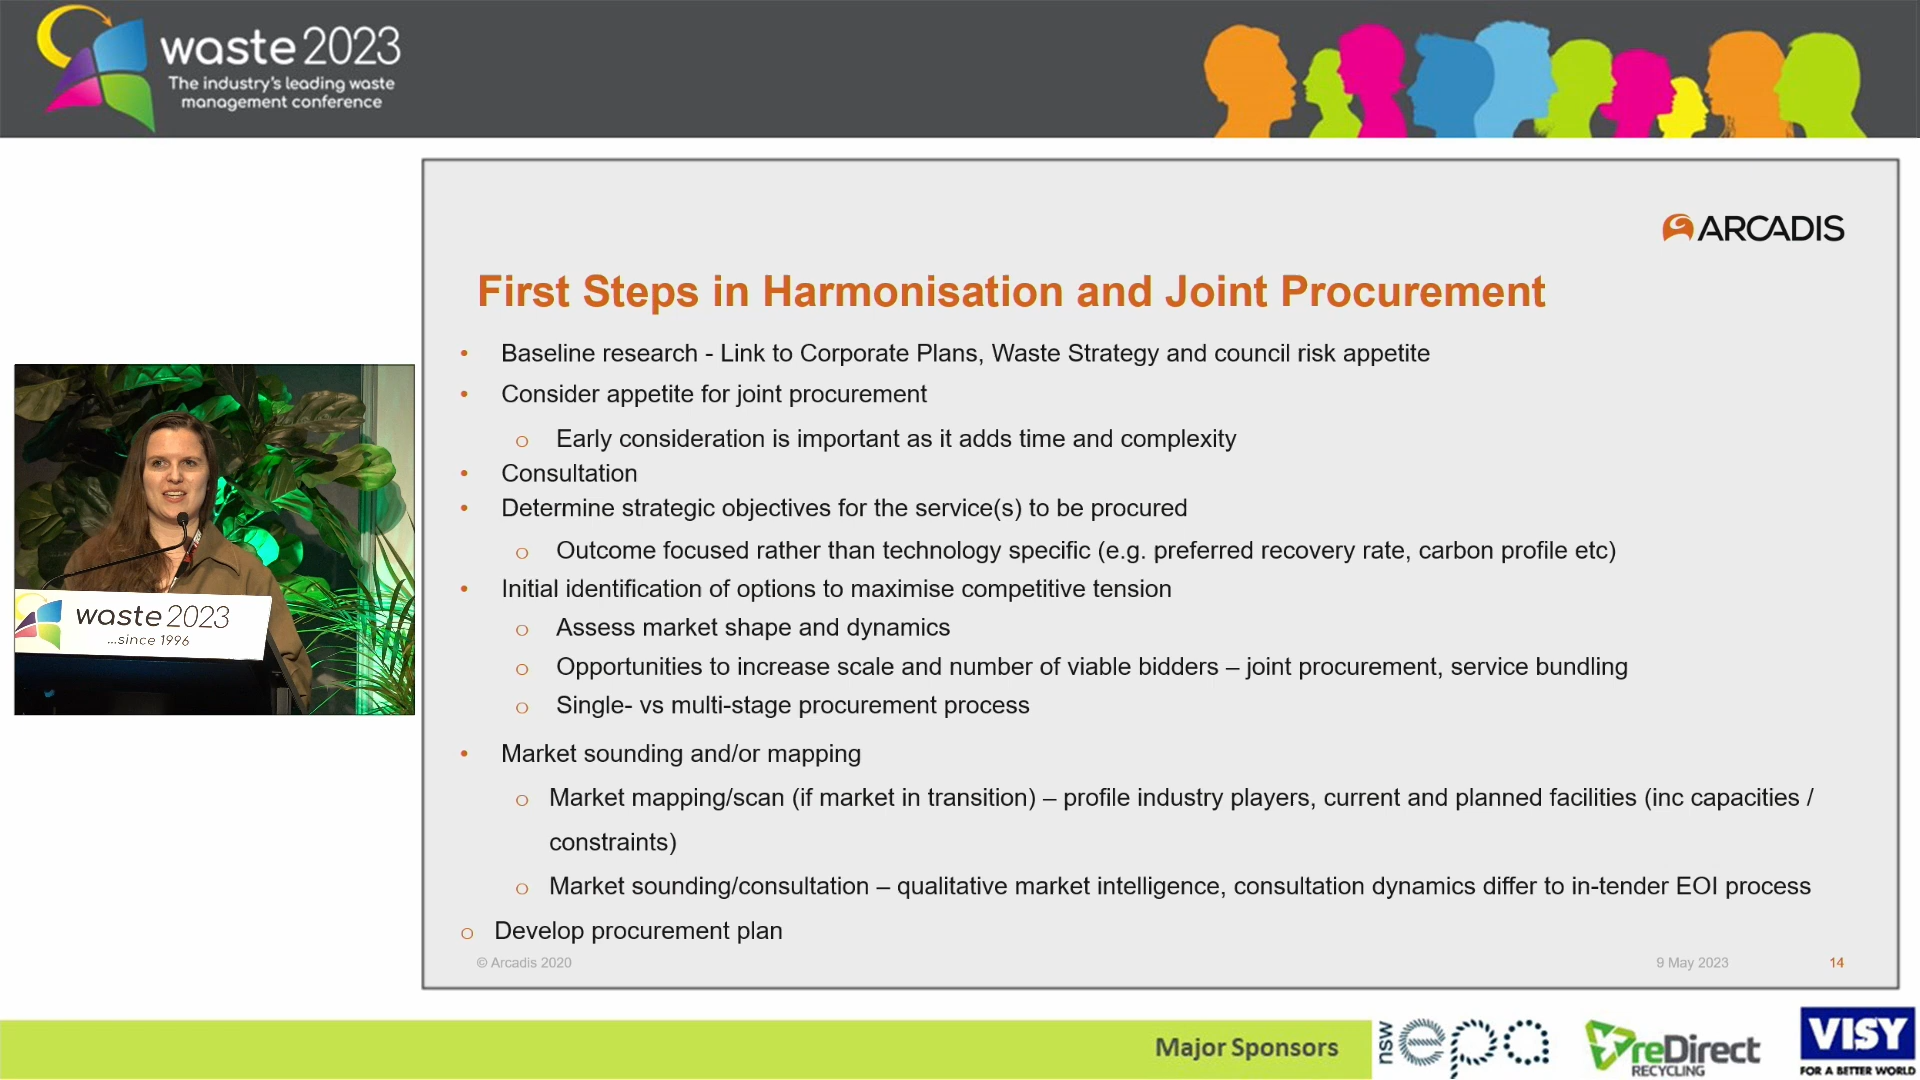 waste 2023
The industry's leading waste
management conference
ARCADIS
First Steps in Harmonisation and Joint Procurement
• Baseline research - Link to Corporate Plans, Waste Strategy and council risk appetite
• Consider appetite for joint procurement
o Early consideration is important as it adds time and complexity
• Consultation
• Determine strategic objectives for the service(s) to be procured
o Outcome focused rather than technology specific (e.g. preferred recovery rate, carbon profile etc)
• Initial identification of options to maximise competitive tension
o Assess market shape and dynamics
o Opportunities to increase scale and number of viable bidders – joint procurement, service bundling
o Single- vs multi-stage procurement process
• Market sounding and/or mapping
o Market mapping/scan (if market in transition) – profile industry players, current and planned facilities (inc capacities /
constraints)
o Market sounding/consultation – qualitative market intelligence, consultation dynamics differ to in-tender EOI process
o Develop procurement plan
© Arcadis 2020
9 May 2023
14
waste 2023
...since 1996
Major Sponsors
nsw epa
reDirect
RECYCLING
VISY
FOR A BETTER WORLD